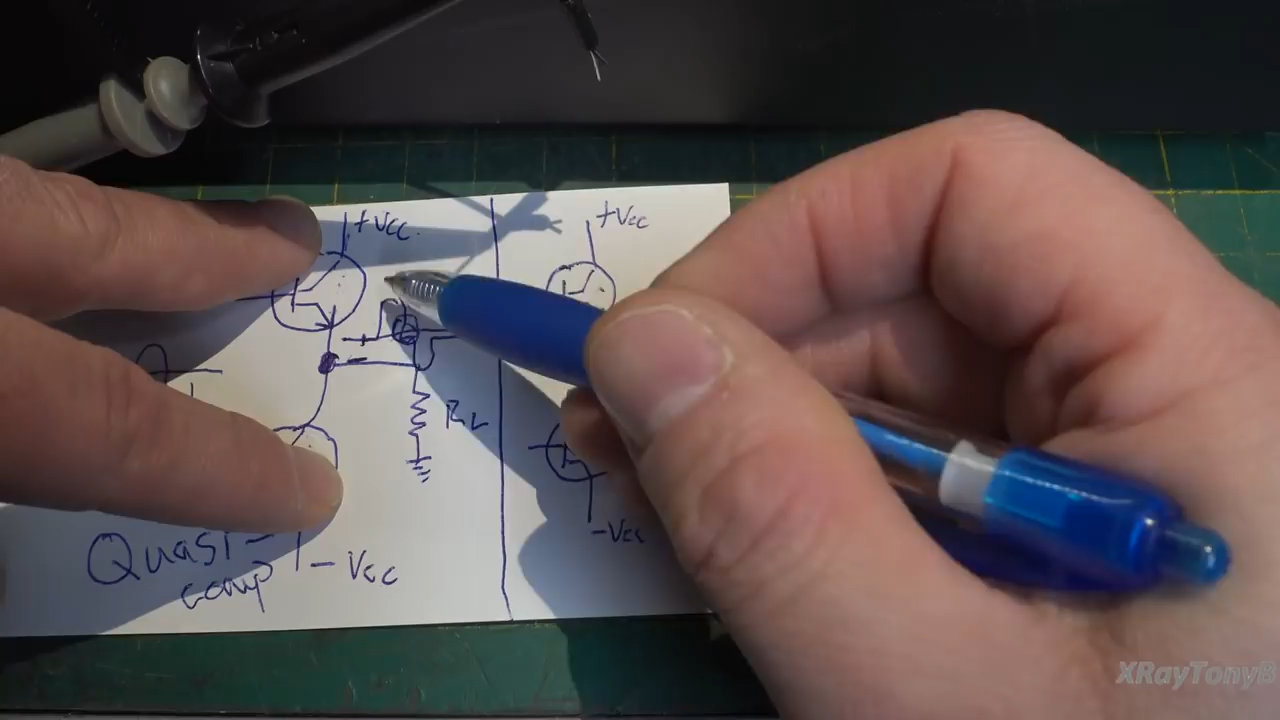 +Vcc.
+Vcc
RL
-Vcc
Quasi-
comp
-Vcc
XRayTonyB